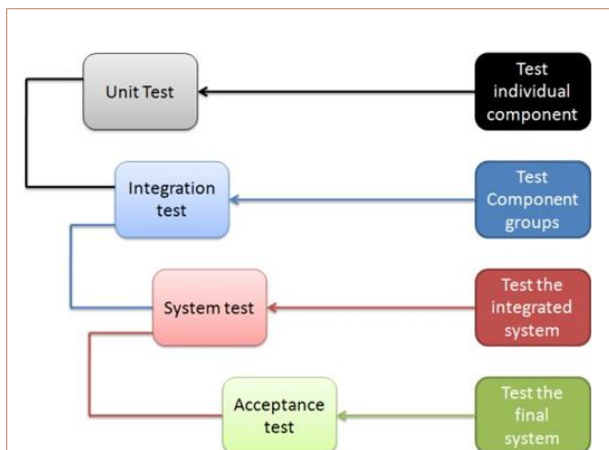 Unit Test
Test
individual
component
Integration
test
Test
Component
groups
System test
Test the
integrated
system
Acceptance
test
Test the
final
system